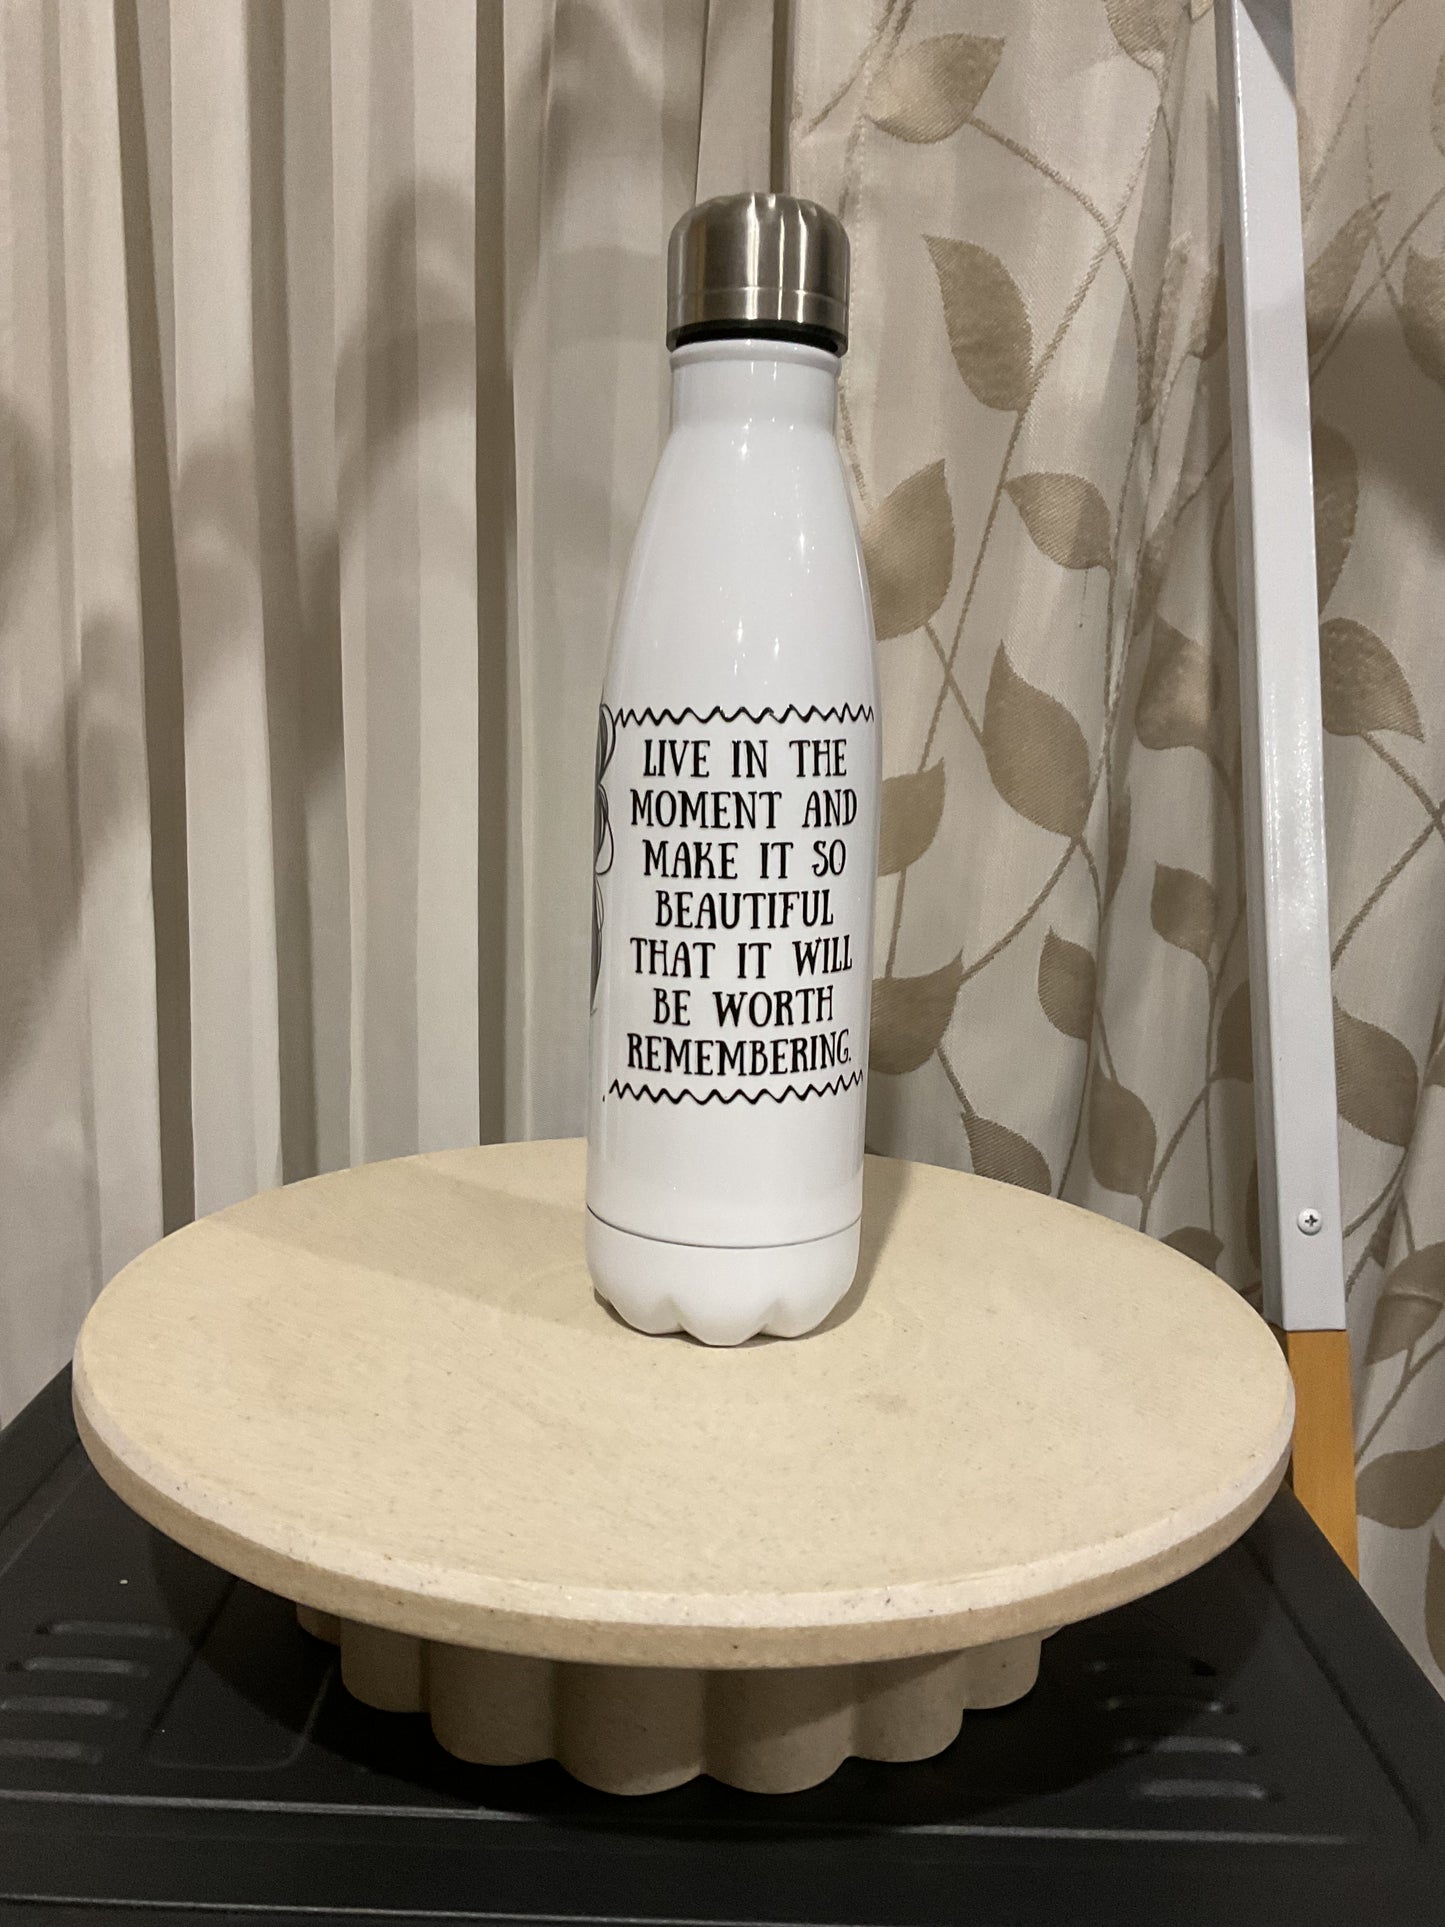 LIVE IN THE
MOMENT AND
MAKE IT SO
BEAUTIFUL
THAT IT WILL
BE WORTH
REMEMBERING.